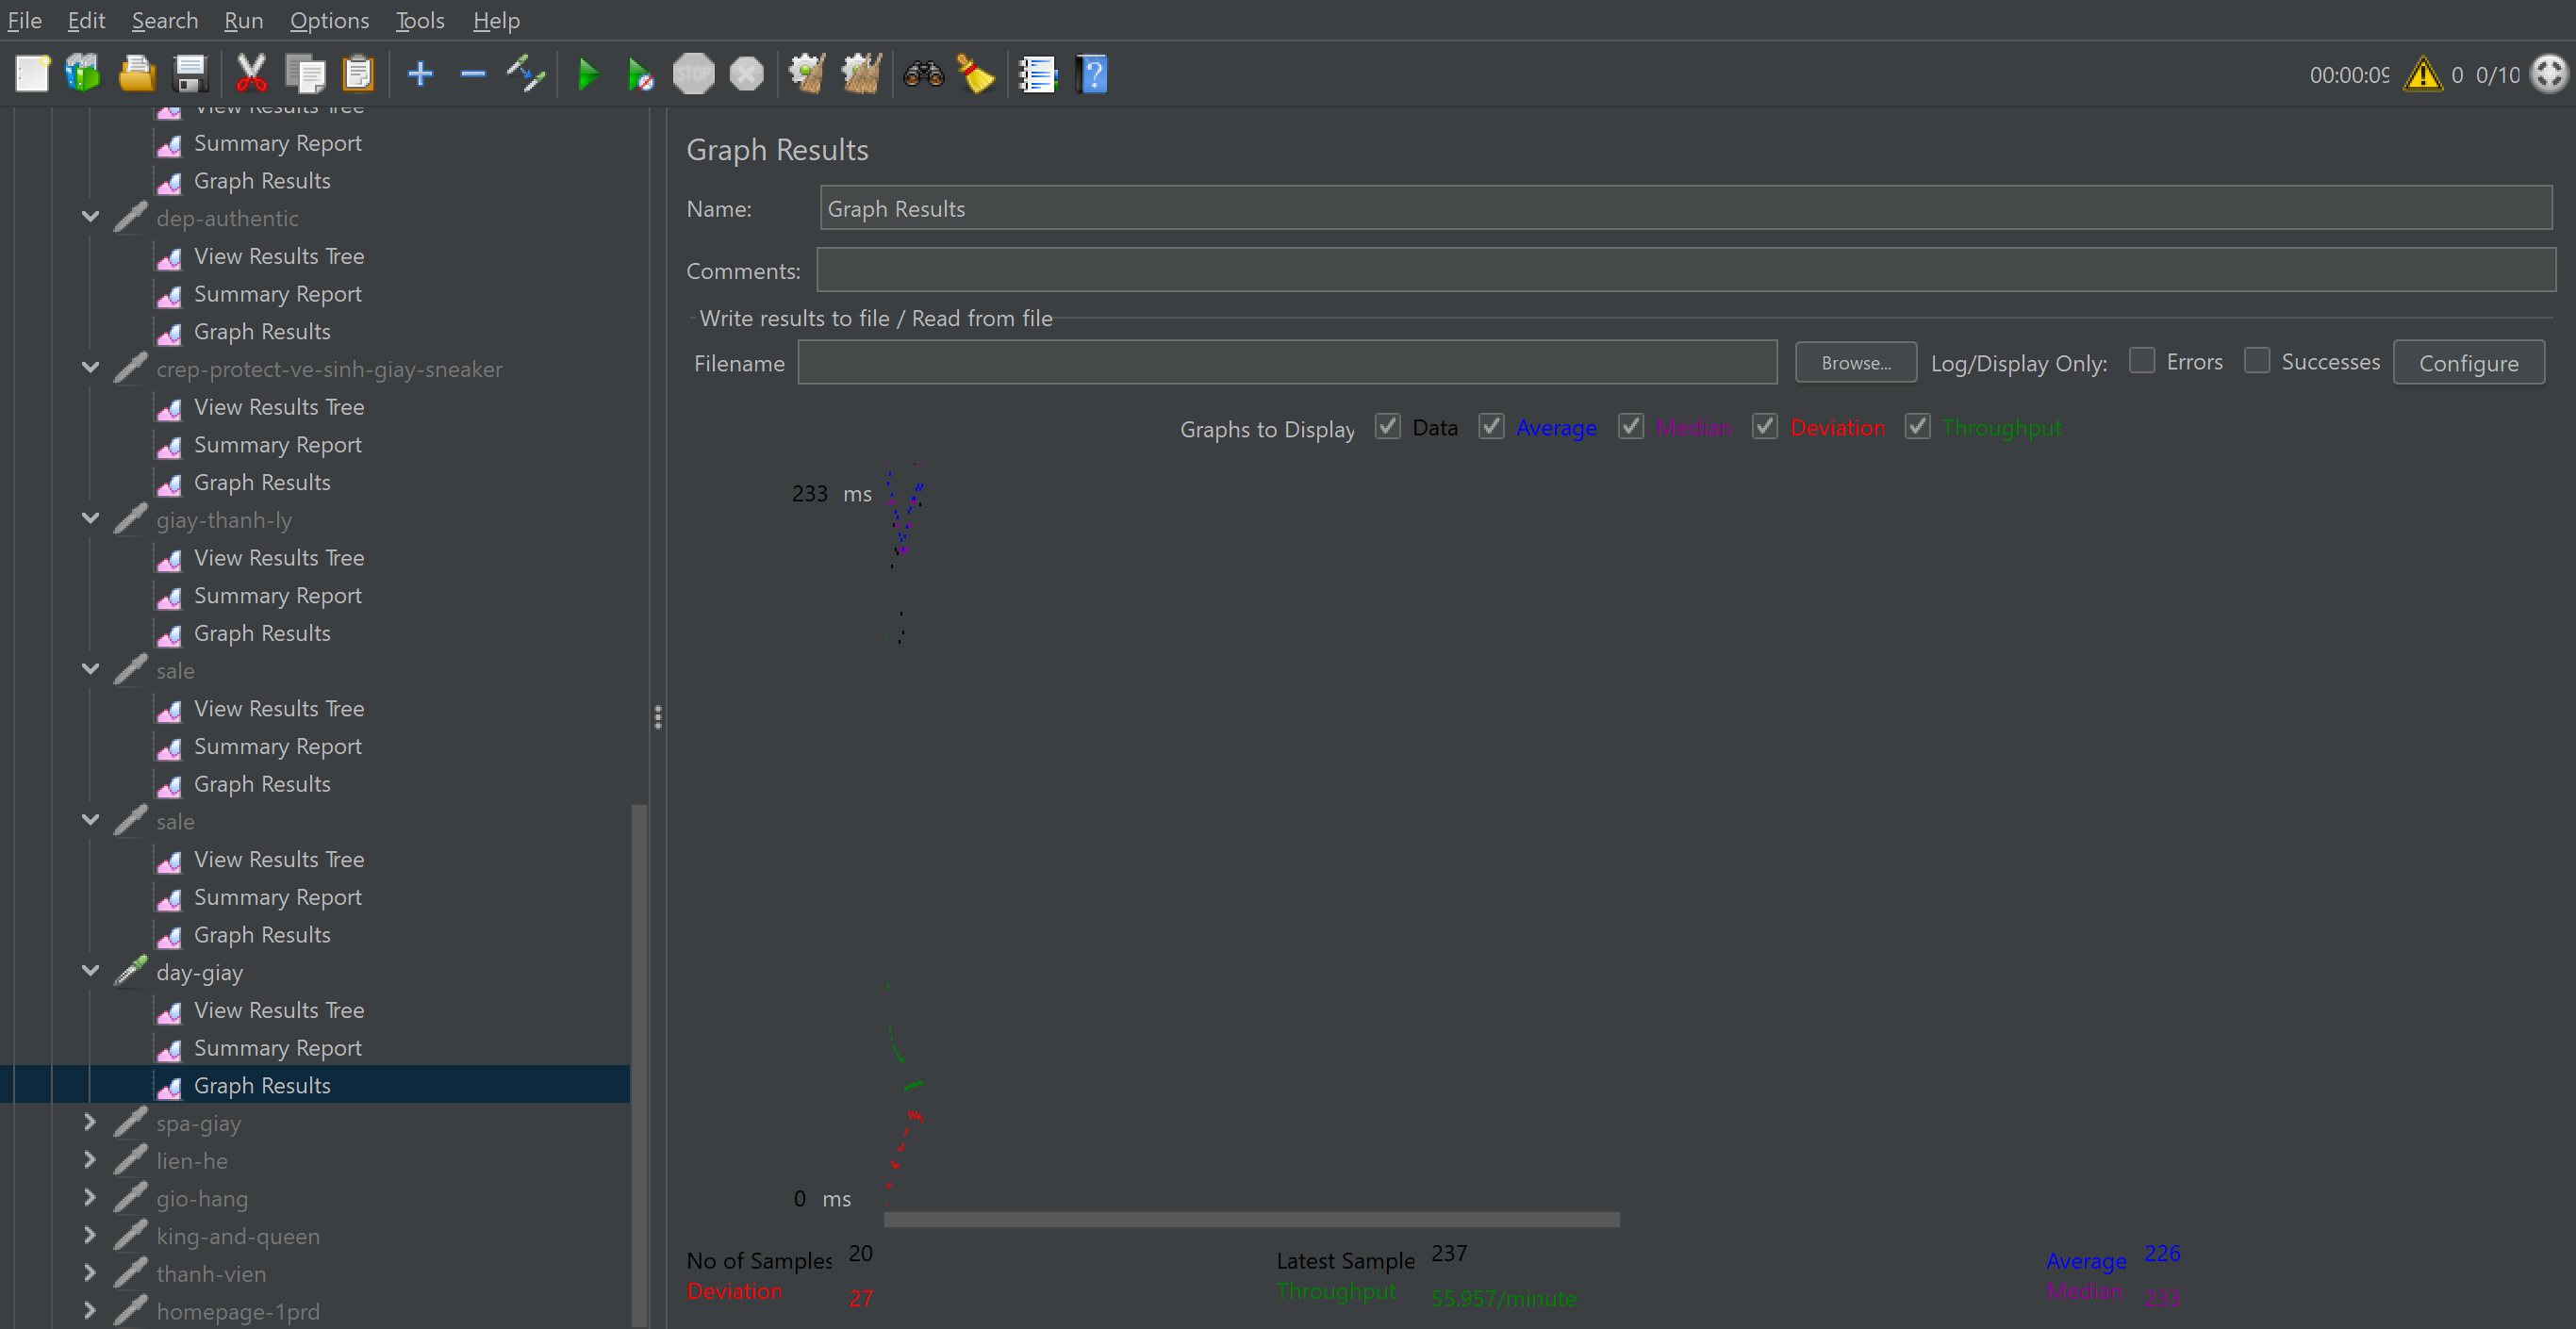 File Edit Search Run Options Tools Help
STOP
00:00:09 0 0/10
View Results Tree
Summary Report
Graph Results
dep-authentic
View Results Tree
Summary Report
Graph Results
crep-protect-ve-sinh-giay-sneaker
View Results Tree
Summary Report
Graph Results
giay-thanh-ly
View Results Tree
Summary Report
Graph Results
sale
View Results Tree
Summary Report
Graph Results
sale
View Results Tree
Summary Report
Graph Results
day-giay
View Results Tree
Summary Report
Graph Results
spa-giay
lien-he
gio-hang
king-and-queen
thanh-vien
homepage-1prd
Graph Results
Name: Graph Results
Comments:
Write results to file / Read from file
Filename Browse... Log/Display Only: Errors Successes Configure
Graphs to Display Data Average Median Deviation Throughput
233 ms
0 ms
No of Samples 20 Latest Sample 237 Average 226
Deviation 27 Throughput 55.957/minute Median 233